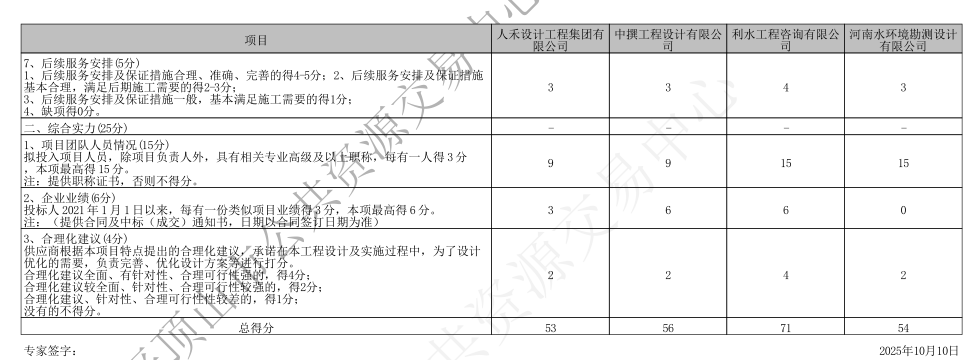 项目 人禾设计工程集团有限公司 中撰工程设计有限公司 利水工程咨询有限公司 河南水环境勘测设计有限公司
7、后续服务安排(5分)
1、后续服务安排及保证措施合理、准确、完善的得4-5分；2、后续服务安排及保证措施
基本合理，满足后期施工需要的得2-3分；
3、后续服务安排及保证措施一般，基本满足施工需要的得1分；
4、缺项得0分。
3 3 4 3
二、综合实力(25分) － － － －
1、项目团队人员情况(15分)
拟投入项目人员，除项目负责人外，具有相关专业高级及以上职称，每有一人得 3 分
，本项最高得 15 分。
注：提供职称证书，否则不得分。
9 9 15 15
2、企业业绩(6分)
投标人 2021 年 1 月 1 日以来，每有一份类似项目业绩得 3 分，本项最高得 6 分。
注：（提供合同及中标（成交）通知书，日期以合同签订日期为准）
3 6 6 0
3、合理化建议(4分)
供应商根据本项目特点提出的合理化建议，承诺在本工程设计及实施过程中，为了设计
优化的需要，负责完善、优化设计方案等进行打分。
合理化建议全面、有针对性、合理可行性强的，得4分；
合理化建议较全面、针对性、合理可行性较强的，得2分；
合理化建议、针对性、合理可行性性较差的，得1分；
没有的不得分。
2 2 4 2
总得分 53 56 71 54
专家签字： 2025年10月10日
顶山公共资源交易中心
共资源交易中心